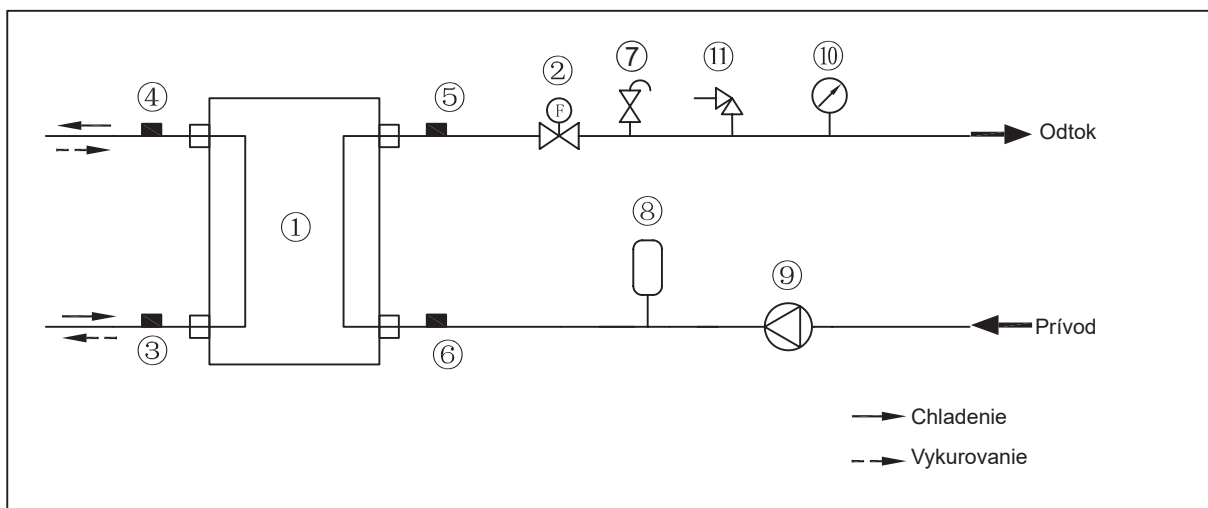 ⑦ ⑪ ⑩
②
④ ⑤
F
Odtok
⑧
①
⑨
Prívod
③ ⑥
Chladenie
Vykurovanie